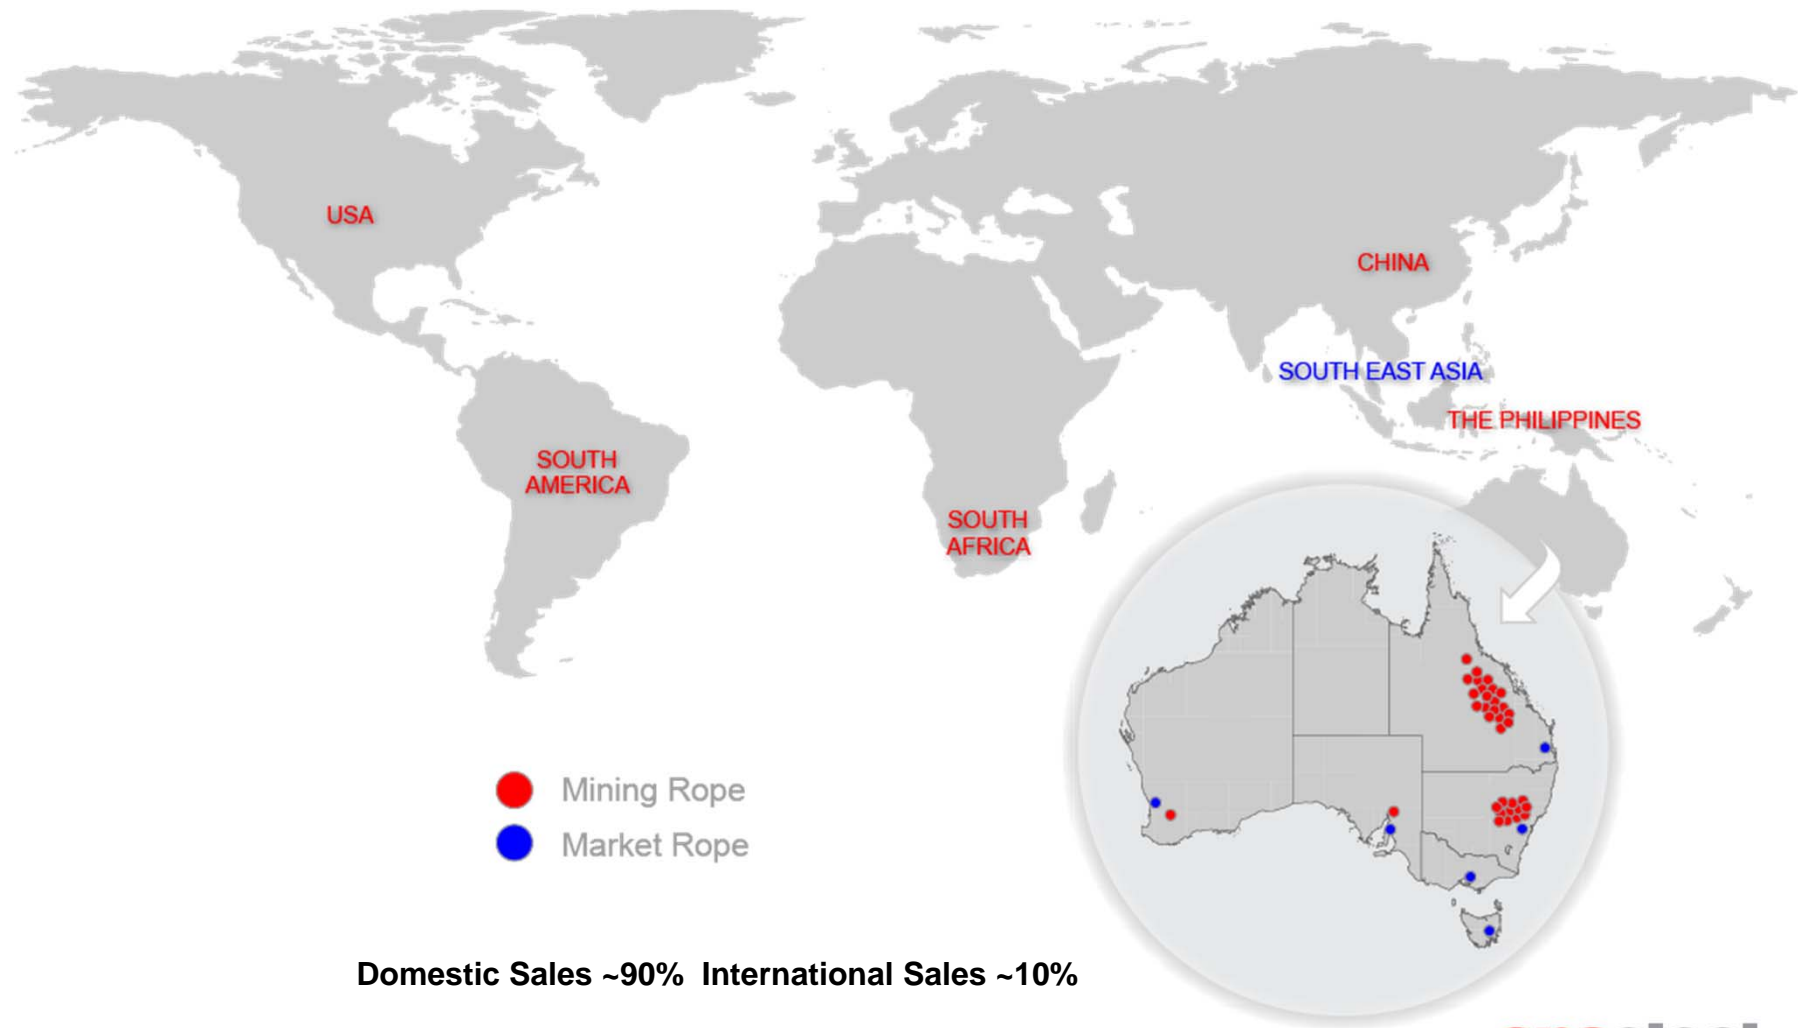 USA
CHINA
SOUTH EAST ASIA
THE PHILIPPINES
SOUTH
AMERICA
SOUTH
AFRICA
Mining Rope
Market Rope
Domestic Sales ~90% International Sales ~10%